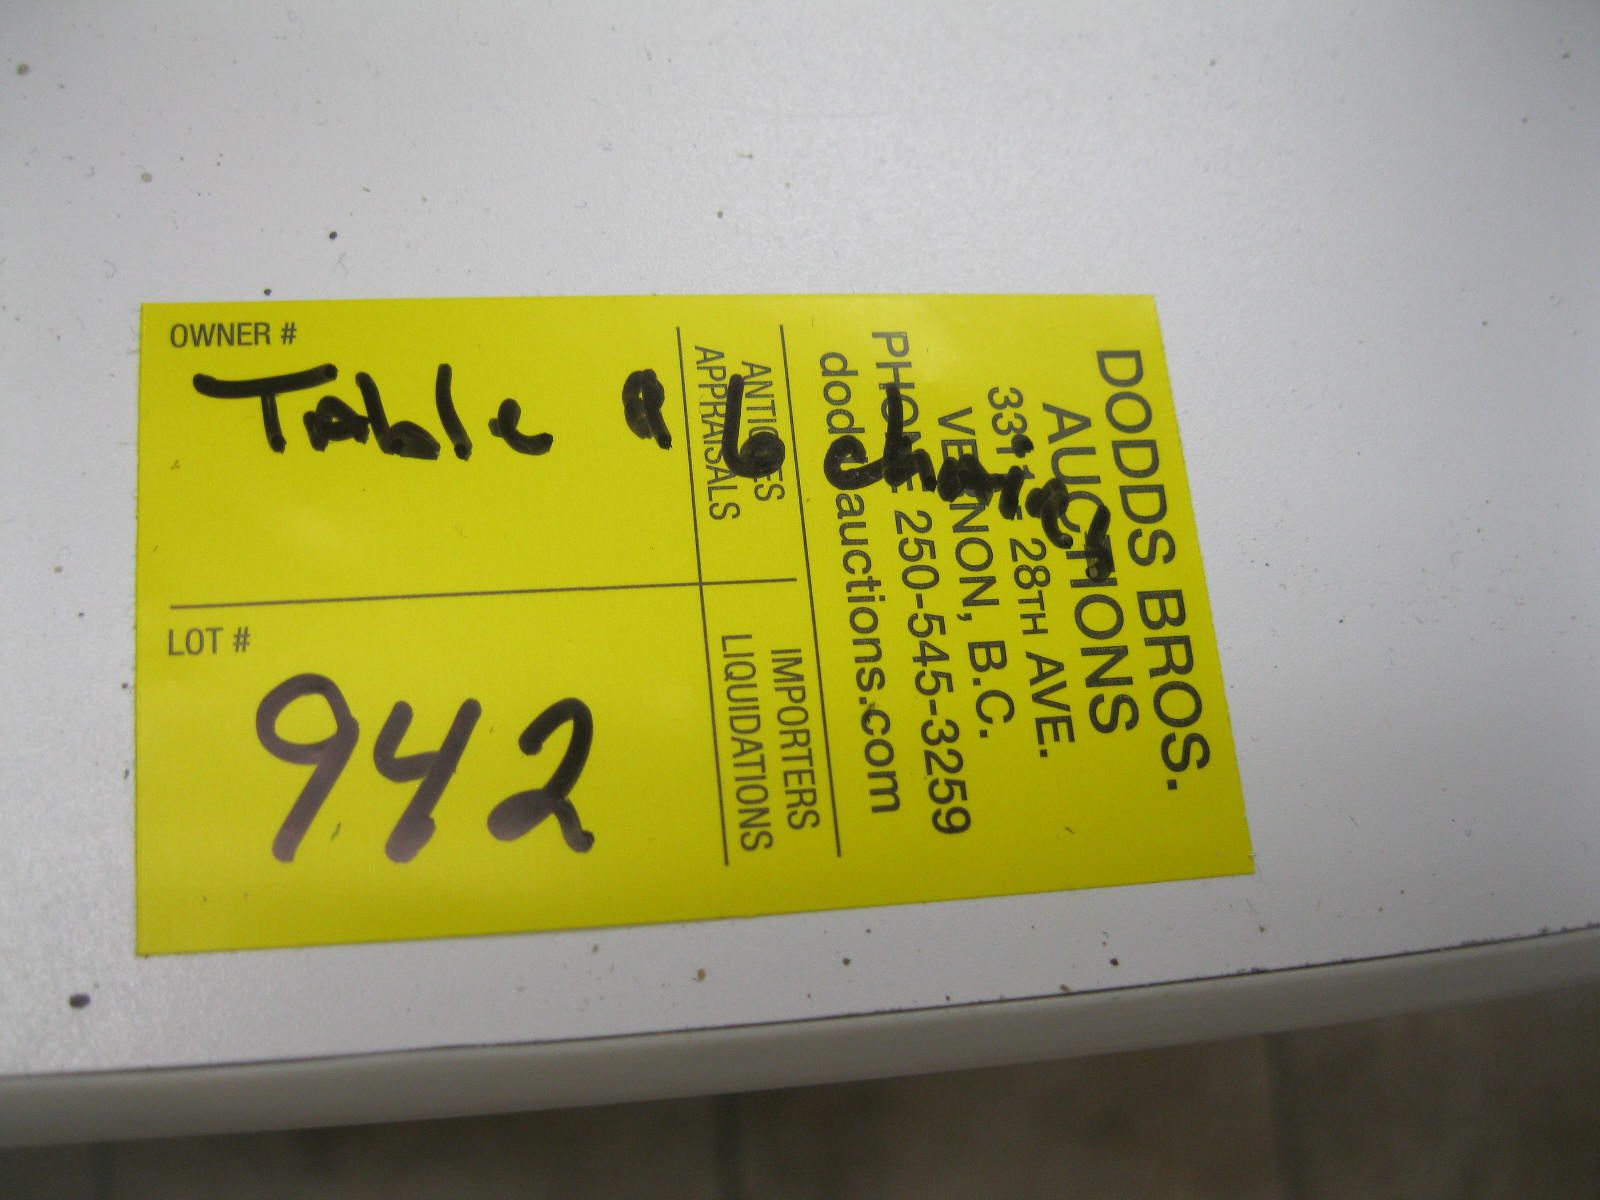 OWNER #
Table a 6 chairs
LOT #
942
ANTIQUES
APPRAISALS
IMPORTERS
LIQUIDATIONS
DODDS BROS.
AUCTIONS
28TH AVE.
VERNON, B.C.
PHONE 250-545-3259
doddsauctions.com